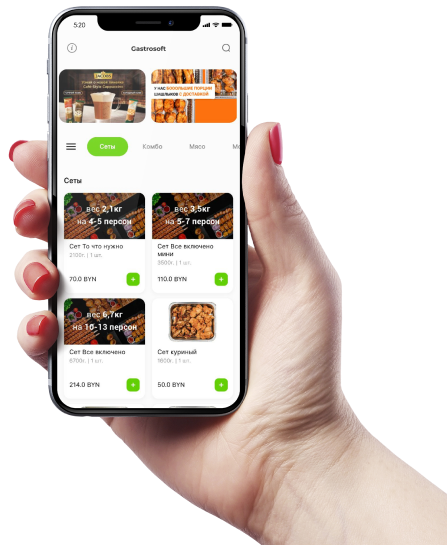 5:20
Gastrosoft
JACOBS
У НАС БОООЛЬШИЕ ПОРЦИИ
ШАШЛЫКОВ С ДОСТАВКОЙ
Сеты
Комбо
Мясо
Сеты
вес 2,1кг
на 4-5 персон
вес 3,5кг
на 5-7 персон
Сет То что нужно
2100г. | 1 шт.
70.0 BYN
Сет Все включено
мини
3500г. | 1 шт.
110.0 BYN
вес 6,7кг
на 10-13 персон
Сет Все включено
6700г. | 1 шт.
214.0 BYN
Сет куриный
1600г. | 1 шт.
50.0 BYN